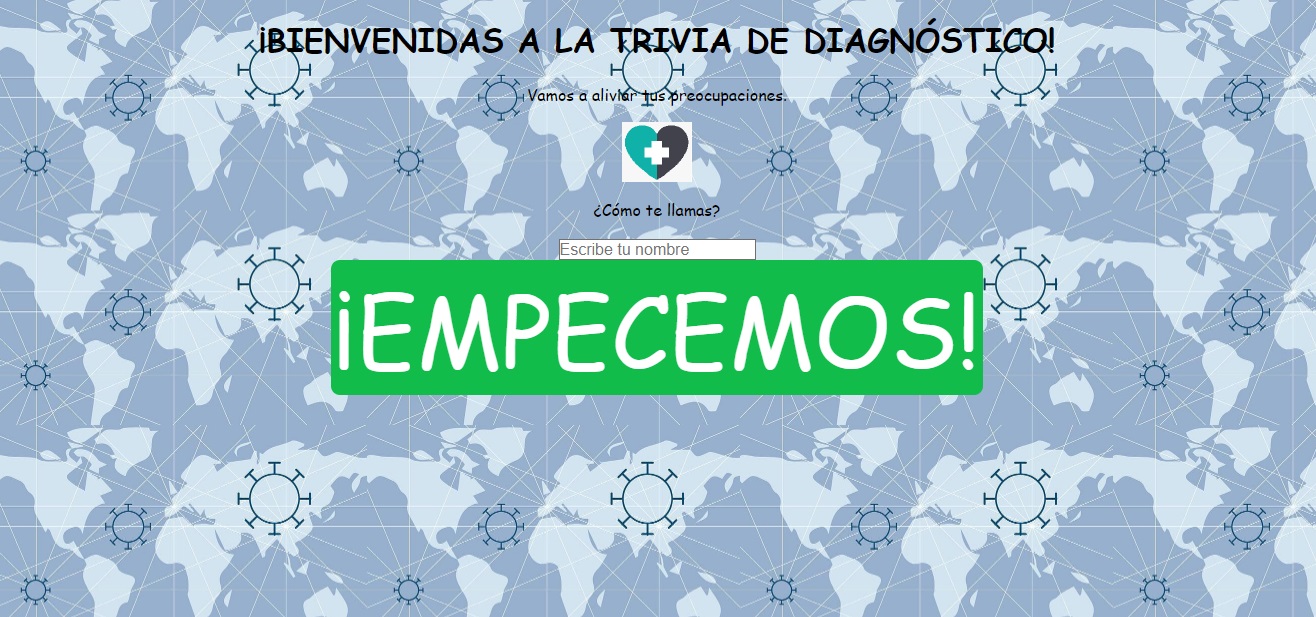 ¡BIENVENIDAS A LA TRIVIA DE DIAGNÓSTICO!
Vamos a aliviar tus preocupaciones.
¿Cómo te llamas?
Escribe tu nombre
¡EMPECEMOS!